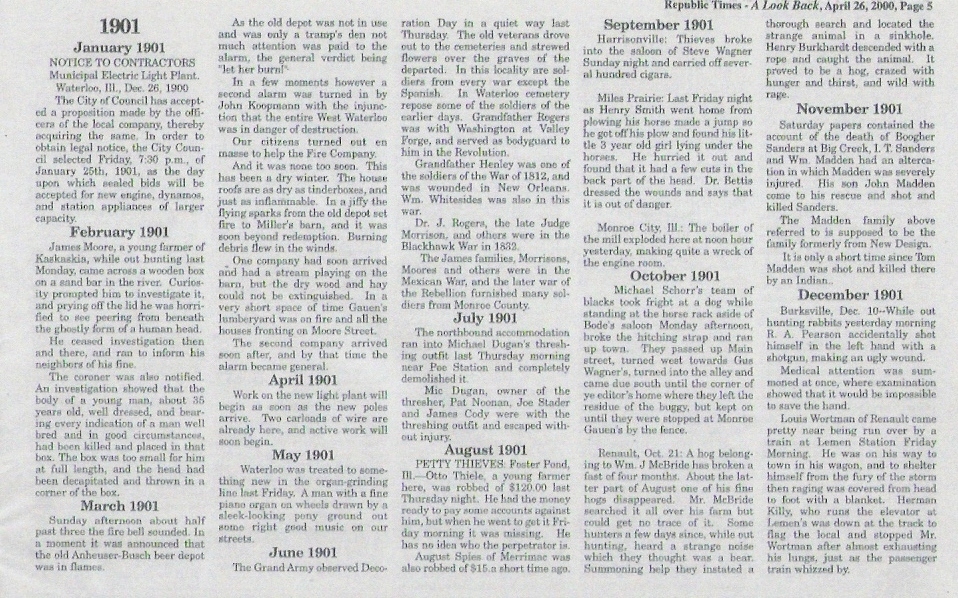 Republic Times - A Look Back, April 26, 2000, Page 5
1901
January 1901
NOTICE TO CONTRACTORS
Municipal Electric Light Plant.
Waterloo, Ill., Dec. 26, 1900
The City of Council has accept-
ed a proposition made by the offi-
cers of the local company, thereby
acquiring the same. In order to
obtain legal notice, the City Coun-
cil selected Friday, 7:30 p.m., of
January 25th, 1901, as the day
upon which sealed bids will be
accepted for new engine, dynamos,
and station appliances of larger
capacity.
February 1901
James Moore, a young farmer of
Kaskaskia, while out hunting last
Monday, came across a wooden box
on a sand bar in the river. Curios-
ity prompted him to investigate it,
and prying off the lid he was horri-
fied to see peering from beneath
the ghostly form of a human head.
He ceased investigation then
and there, and ran to inform his
neighbors of his fine.
The coroner was also notified.
An investigation showed that the
body of a young man, about 35
years old, well dressed, and bear-
ing every indication of a man well
bred and in good circumstances,
had been killed and placed in that
box. The box was too small for him
at full length, and the head had
been decapitated and thrown in a
corner of the box.
March 1901
Sunday afternoon about half
past three the fire bell sounded. In
a moment it was announced that
the old Anheuser-Busch beer depot
was in flames.
As the old depot was not in use
and was only a tramp's den not
much attention was paid to the
alarm, the general verdict being
"let her burn!"
In a few moments however a
second alarm was turned in by
John Koopmann with the injunc-
tion that the entire West Waterloo
was in danger of destruction.
Our citizens turned out en
masse to help the Fire Company.
And it was none too soon. This
has been a dry winter. The house
roofs are as dry as tinderboxes, and
just as inflammable. In a jiffy the
flying sparks from the old depot set
fire to Miller's barn, and it was
soon beyond redemption. Burning
debris flew in the winds.
One company had soon arrived
and had a stream playing on the
barn, but the dry wood and hay
could not be extinguished. In a
very short space of time Gauen's
lumberyard was on fire and all the
houses fronting on Moore Street.
The second company arrived
soon after, and by that time the
alarm became general.
April 1901
Work on the new light plant will
begin as soon as the new poles
arrive. Two carloads of wire are
already here, and active work will
soon begin.
May 1901
Waterloo was treated to some-
thing new in the organ-grinding
line last Friday. A man with a fine
piano organ on wheels drawn by a
sleek-looking pony ground out
some right good music on our
streets.
June 1901
The Grand Army observed Deco-
ration Day in a quiet way last
Thursday. The old veterans drove
out to the cemeteries and strewed
flowers over the graves of the
departed. In this locality are sol-
diers from every war except the
Spanish. In Waterloo cemetery
repose some of the soldiers of the
earlier days. Grandfather Rogers
was with Washington at Valley
Forge, and served as bodyguard to
him in the Revolution.
Grandfather Henley was one of
the soldiers of the War of 1812, and
was wounded in New Orleans.
Wm. Whitesides was also in this
war.
Dr. J. Rogers, the late Judge
Morrison, and others were in the
Blackhawk War in 1832.
The James families, Morrisons,
Moores and others were in the
Mexican War, and the later war of
the Rebellion furnished many sol-
diers from Monroe County.
July 1901
The northbound accommodation
ran into Michael Dugan's thresh-
ing outfit last Thursday morning
near Poe Station and completely
demolished it.
Mic Dugan, owner of the
thresher, Pat Noonan, Joe Stader
and James Cody were with the
threshing outfit and escaped with-
out injury.
August 1901
PETTY THIEVES: Foster Pond,
Ill.—Otto Thiele, a young farmer
here, was robbed of $120.00 last
Thursday night. He had the money
ready to pay some accounts against
him, but when he went to get it Fri-
day morning it was missing. He
has no idea who the perpetrator is.
August Spies of Merrimac was
also robbed of $15 a short time ago.
September 1901
Harrisonville: Thieves broke
into the saloon of Steve Wagner
Sunday night and carried off sever-
al hundred cigars.
Miles Prairie: Last Friday night
as Henry Smith went home from
plowing his horse made a jump so
he got off his plow and found his lit-
tle 3 year old girl lying under the
horses. He hurried it out and
found that it had a few cuts in the
back part of the head. Dr. Bettis
dressed the wounds and says that
it is out of danger.
Monroe City, Ill.: The boiler of
the mill exploded here at noon hour
yesterday, making quite a wreck of
the engine room.
October 1901
Michael Schorr's team of
blacks took fright at a dog while
standing at the horse rack aside of
Bode's saloon Monday afternoon,
broke the hitching strap and ran
up town. They passed up Main
street, turned west towards Gus
Wagner's, turned into the alley and
came due south until the corner of
ye editor's home where they left the
residue of the buggy, but kept on
until they were stopped at Monroe
Gauen's by the fence.
Renault, Oct. 21: A hog belong-
ing to Wm. J McBride has broken a
fast of four months. About the lat-
ter part of August one of his fine
hogs disappeared. Mr. McBride
searched it all over his farm but
could get no trace of it. Some
hunters a few days since, while out
hunting, heard a strange noise
which they thought was a bear.
Summoning help they instated a
thorough search and located the
strange animal in a sinkhole.
Henry Burkhardt descended with a
rope and caught the animal. It
proved to be a hog, crazed with
hunger and thirst, and wild with
rage.
November 1901
Saturday papers contained the
account of the death of Boogher
Sanders at Big Creek, I. T. Sanders
and Wm. Madden had an alterca-
tion in which Madden was severely
injured. His son John Madden
come to his rescue and shot and
killed Sanders.
The Madden family above
referred to is supposed to be the
family formerly from New Design.
It is only a short time since Tom
Madden was shot and killed there
by an Indian..
December 1901
Burksville, Dec. 10--While out
hunting rabbits yesterday morning
R. A. Pearson accidentally shot
himself in the left hand with a
shotgun, making an ugly wound.
Medical attention was sum-
moned at once, where examination
showed that it would be impossible
to save the hand.
Louis Wortman of Renault came
pretty near being run over by a
train at Lemen Station Friday
Morning. He was on his way to
town in his wagon, and to shelter
himself from the fury of the storm
then raging was covered from head
to foot with a blanket. Herman
Killy, who runs the elevator at
Lemen's was down at the track to
flag the local and stopped Mr.
Wortman after almost exhausting
his lungs, just as the passenger
train whizzed by.